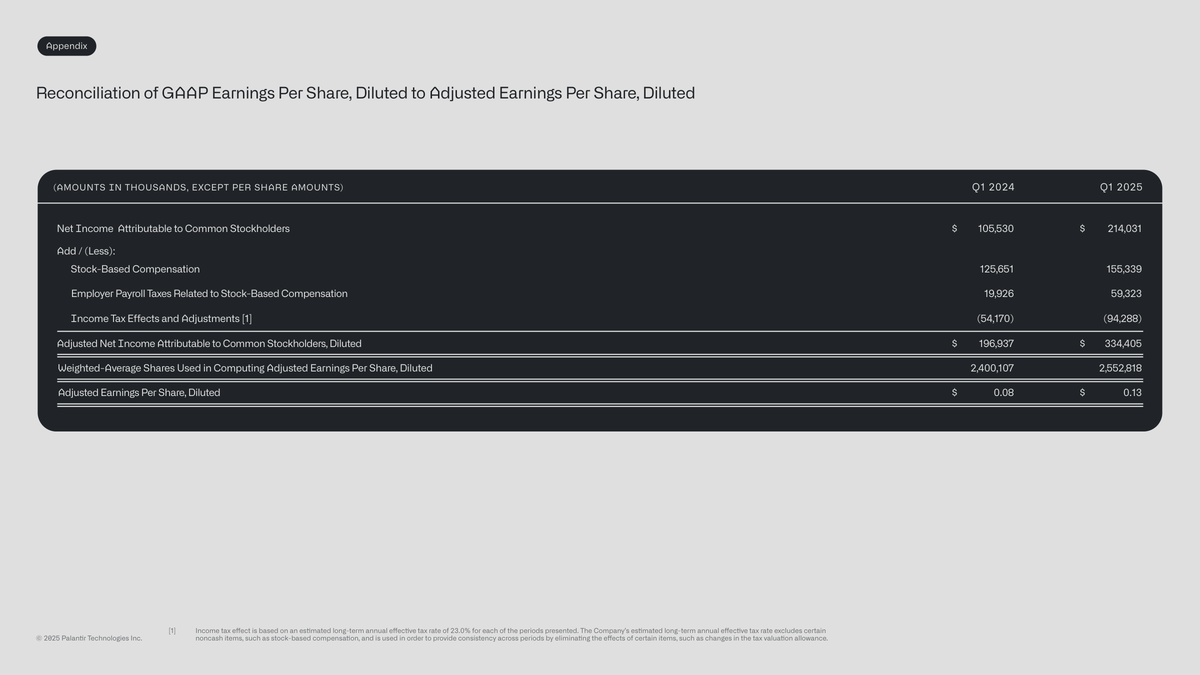 Appendix
Reconciliation of GAAP Earnings Per Share, Diluted to Adjusted Earnings Per Share, Diluted
(AMOUNTS IN THOUSANDS, EXCEPT PER SHARE AMOUNTS) Q1 2024 Q1 2025
Net Income Attributable to Common Stockholders $ 105,530 $ 214,031
Add / (Less):
Stock-Based Compensation 125,651 155,339
Employer Payroll Taxes Related to Stock-Based Compensation 19,926 59,323
Income Tax Effects and Adjustments [1] (54,170) (94,288)
Adjusted Net Income Attributable to Common Stockholders, Diluted $ 196,937 $ 334,405
Weighted-Average Shares Used in Computing Adjusted Earnings Per Share, Diluted 2,400,107 2,552,818
Adjusted Earnings Per Share, Diluted $ 0.08 $ 0.13
[1] Income tax effect is based on an estimated long-term annual effective tax rate of 23.0% for each of the periods presented. The Company's estimated long-term annual effective tax rate excludes certain
noncash items, such as stock-based compensation, and is used in order to provide consistency across periods by eliminating the effects of certain items, such as changes in the tax valuation allowance.
© 2025 Palantir Technologies Inc.